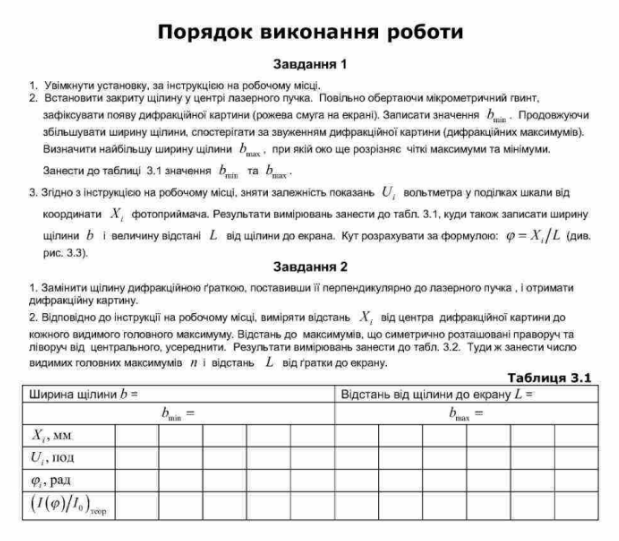 Порядок виконання роботи
Завдання 1
1. Увімкнути установку, за інструкцією на робочому місці.
2. Встановити закриту щілину у центрі лазерного пучка. Повільно обертаючи мікрометричний гвинт,
зафіксувати появу дифракційної картини (рожева смуга на екрані). Записати значення b_min . Продовжуючи
збільшувати ширину щілини, спостерігати за звуженням дифракційної картини (дифракційних максимумів).
Визначити найбільшу ширину щілини b_max , при якій око ще розрізняє чіткі максимуми та мінімуми.
Занести до таблиці 3.1 значення b_min та b_max .
3. Згідно з інструкцією на робочому місці, зняти залежність показань U_i вольтметра у поділках шкали від
координати X_i фотоприймача. Результати вимірювань занести до табл. 3.1, куди також записати ширину
щілини b і величину відстані L від щілини до екрана. Кут розрахувати за формулою: φ = X_i/L (див.
рис. 3.3).
Завдання 2
1. Замінити щілину дифракційною ґраткою, поставивши її перпендикулярно до лазерного пучка , і отримати
дифракційну картину.
2. Відповідно до інструкції на робочому місці, виміряти відстань X_i від центра дифракційної картини до
кожного видимого головного максимуму. Відстань до максимумів, що симетрично розташовані праворуч та
ліворуч від центрального, усереднити. Результати вимірювань занести до табл. 3.2. Туди ж занести число
видимих головних максимумів n і відстань L від ґратки до екрану.
Таблиця 3.1
Ширина щілини b = Відстань від щілини до екрану L =
b_min = b_max =
X_i, мм
U_i, под
φ_i, рад
(I(φ)/I_0)_теор